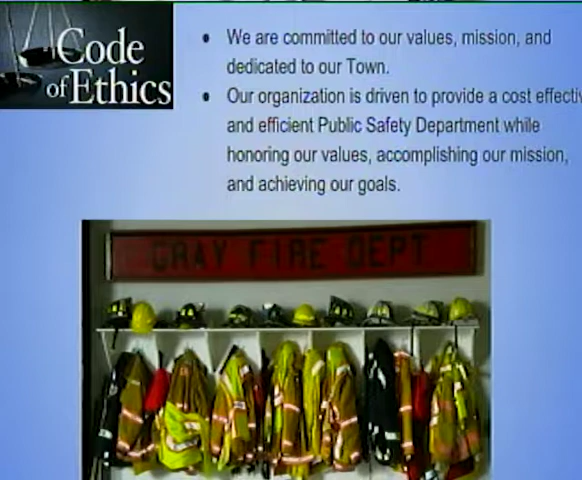 Code
of Ethics
• We are committed to our values, mission, and
dedicated to our Town.
• Our organization is driven to provide a cost effectiv
and efficient Public Safety Department while
honoring our values, accomplishing our mission,
and achieving our goals.
GRAY FIRE DEPT